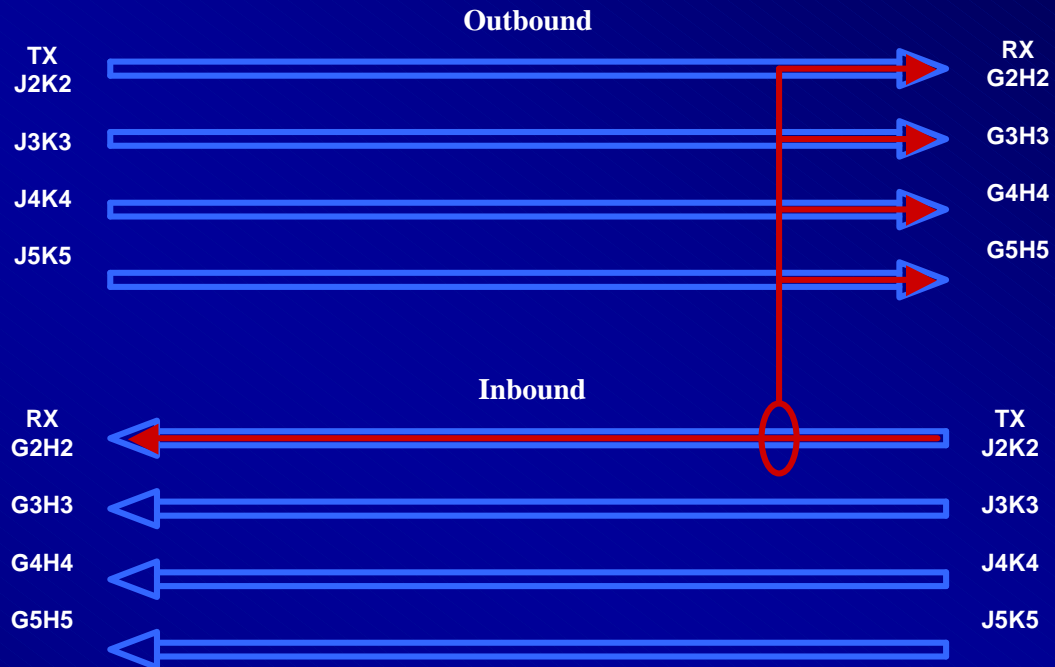 Outbound
TX
J2K2
RX
G2H2
J3K3
G3H3
J4K4
G4H4
J5K5
G5H5
Inbound
RX
G2H2
TX
J2K2
G3H3
J3K3
G4H4
J4K4
G5H5
J5K5